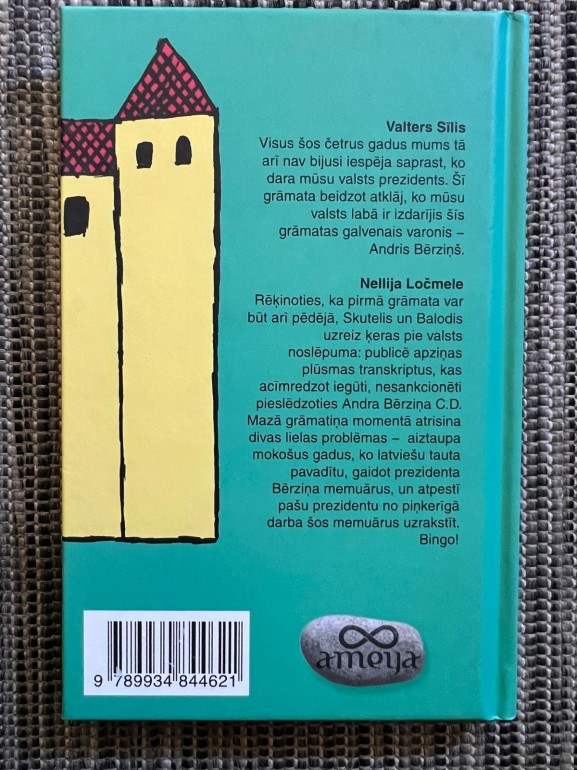 Valters Sīlis
Visus šos četrus gadus mums tā
arī nav bijusi iespēja saprast, ko
dara mūsu valsts prezidents. Šī
grāmata beidzot atklāj, ko mūsu
valsts labā ir izdarījis šīs
grāmatas galvenais varonis –
Andris Bērziņš.
Nellija Ločmele
Rēķinoties, ka pirmā grāmata var
būt arī pēdējā, Skutelis un Balodis
uzreiz ķeras pie valsts
noslēpuma: publicē apziņas
plūsmas transkriptus, kas
acīmredzot iegūti, nesankcionēti
pieslēdzoties Andra Bērziņa C.D.
Mazā grāmatiņa momentā atrisina
divas lielas problēmas – aiztaupa
mokošus gadus, ko latviešu tauta
pavadītu, gaidot prezidenta
Bērziņa memuārus, un atpestī
pašu prezidentu no piņkerīgā
darba šos memuārus uzrakstīt.
Bingo!
ameija
9 789934 844621